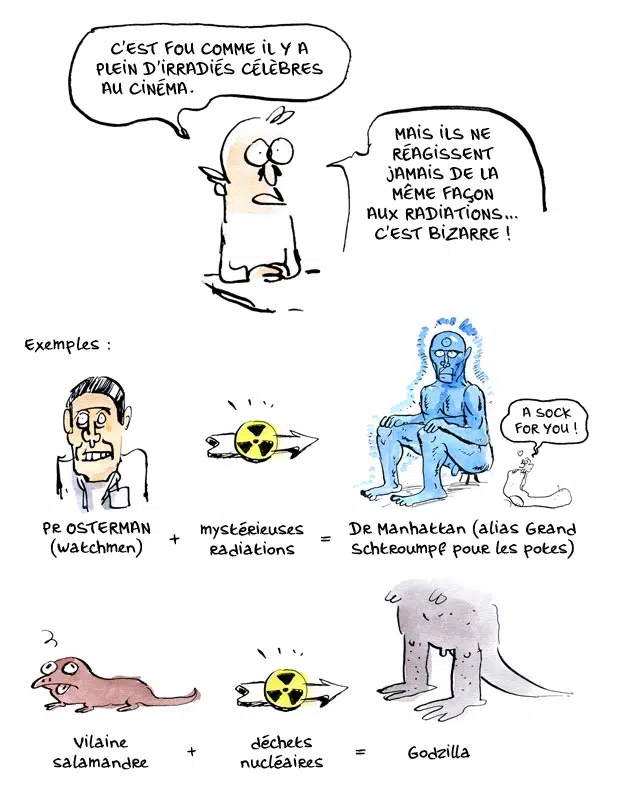 C'EST FOU COMME iL Y A
PLEIN D'iRRADIÉS CÉLÈBRES
AU CiNÉMA.
MAIS iLS NE
RÉAGISSENT
JAMAIS DE LA
MÊME FAÇON
AUX RADIATIONS...
C'EST BIZARRE !
Exemples :
A SOCK
FOR YOU !
PR OSTERMAN
(Watchmen)
+
mystérieuses
radiations
=
DR Manhattan (alias Grand
Schtroumpf pour les potes)
Vilaine
salamandre
+
déchets
nucléaires
=
Godzilla